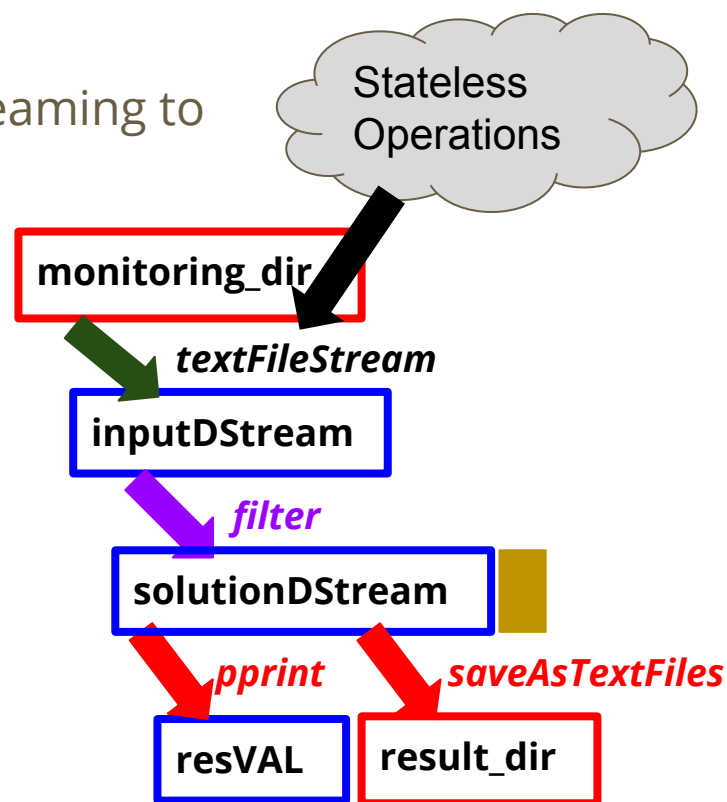 Stateless
eaming to
Operations
monitoring_dir
textFileStream
inputDStream
filter
solutionDStream
pprint saveAsTextFiles
resVAL result_dir